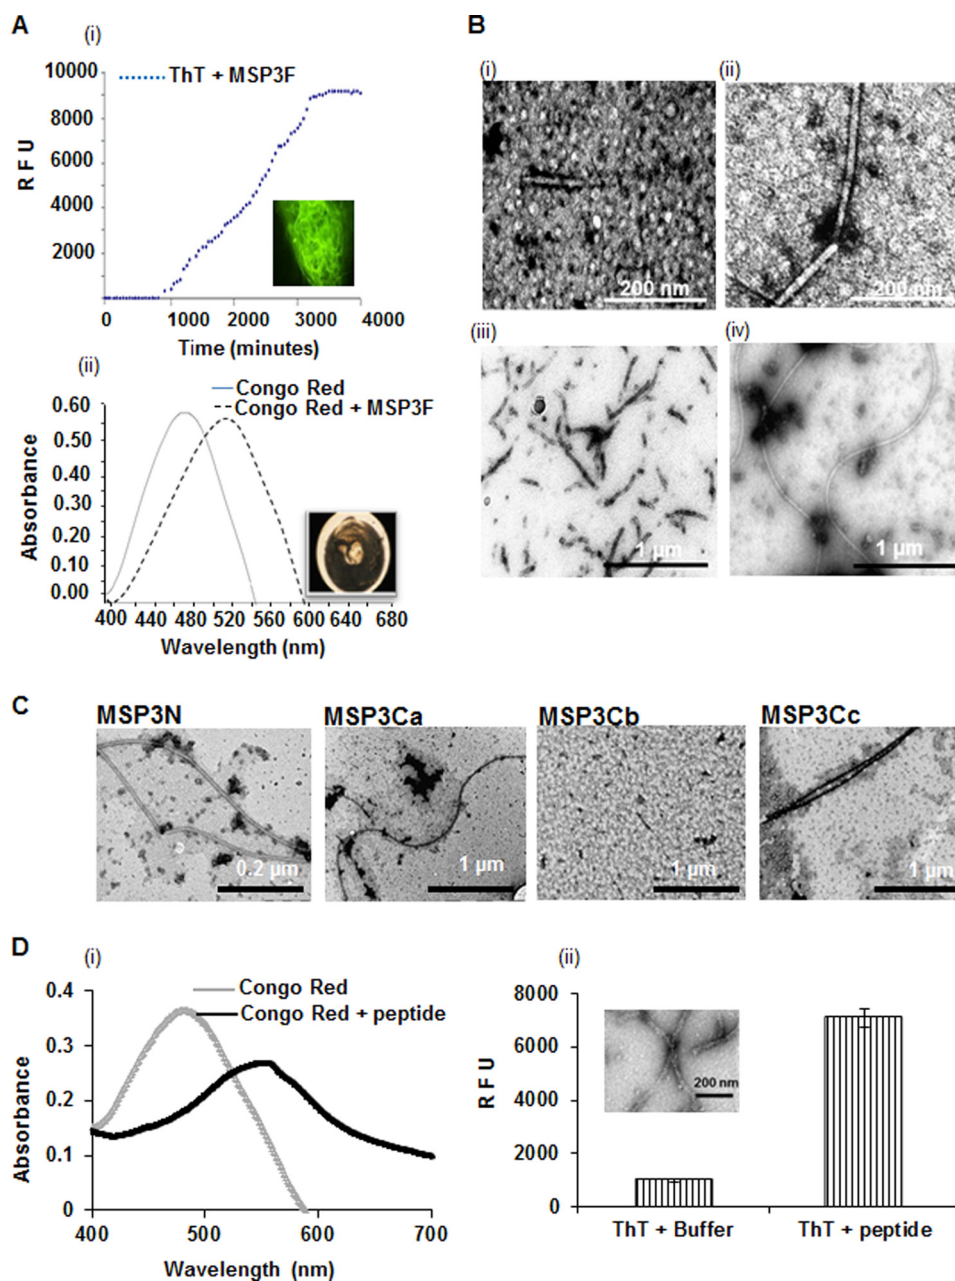 A
(i)
ThT + MSP3F
10000
8000
6000
4000
2000
R F U
0
1000
2000
3000
4000
Time (minutes)
(ii)
Congo Red
Congo Red + MSP3F
0.60
0.50
0.30
0.20
0.10
0.00
Absorbance
400
440
480
520
560
600
640
680
Wavelength (nm)
B
(i)
200 nm
(ii)
200 nm
(iii)
1 µm
(iv)
1 µm
C
MSP3N
0.2 µm
MSP3Ca
1 µm
MSP3Cb
1 µm
MSP3Cc
1 µm
D
(i)
Congo Red
Congo Red + peptide
0.4
0.3
0.2
0.1
0
Absorbance
400
500
600
700
Wavelength (nm)
(ii)
8000
6000
4000
2000
0
R F U
200 nm
ThT + Buffer
ThT + peptide